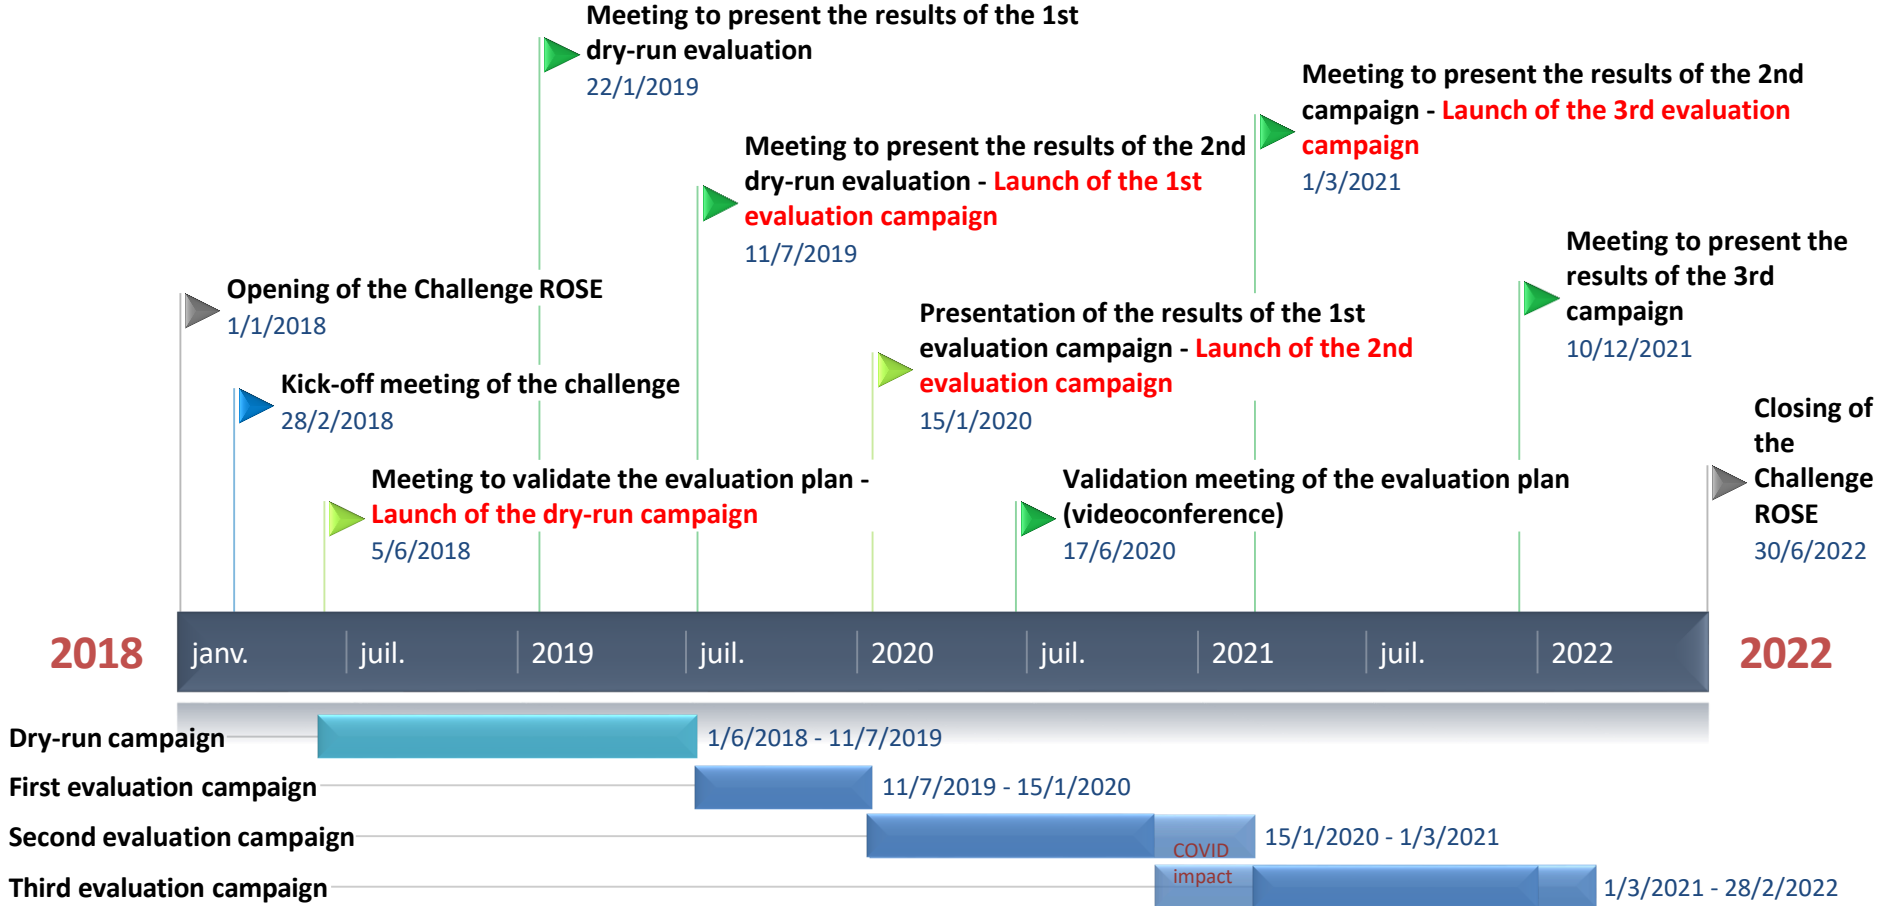 Meeting to present the results of the 1st
dry-run evaluation
22/1/2019
Meeting to present the results of the 2nd
campaign - Launch of the 3rd evaluation
campaign
1/3/2021
Meeting to present the results of the 2nd
dry-run evaluation - Launch of the 1st
evaluation campaign
11/7/2019
Meeting to present the
results of the 3rd
campaign
10/12/2021
Opening of the Challenge ROSE
1/1/2018
Presentation of the results of the 1st
evaluation campaign - Launch of the 2nd
evaluation campaign
15/1/2020
Kick-off meeting of the challenge
28/2/2018
Closing of
the
Challenge
ROSE
30/6/2022
Meeting to validate the evaluation plan -
Launch of the dry-run campaign
5/6/2018
Validation meeting of the evaluation plan
(videoconference)
17/6/2020
2018 janv. juil. 2019 juil. 2020 juil. 2021 juil. 2022 2022
Dry-run campaign 1/6/2018 - 11/7/2019
First evaluation campaign 11/7/2019 - 15/1/2020
Second evaluation campaign 15/1/2020 - 1/3/2021
COVID
impact
Third evaluation campaign 1/3/2021 - 28/2/2022